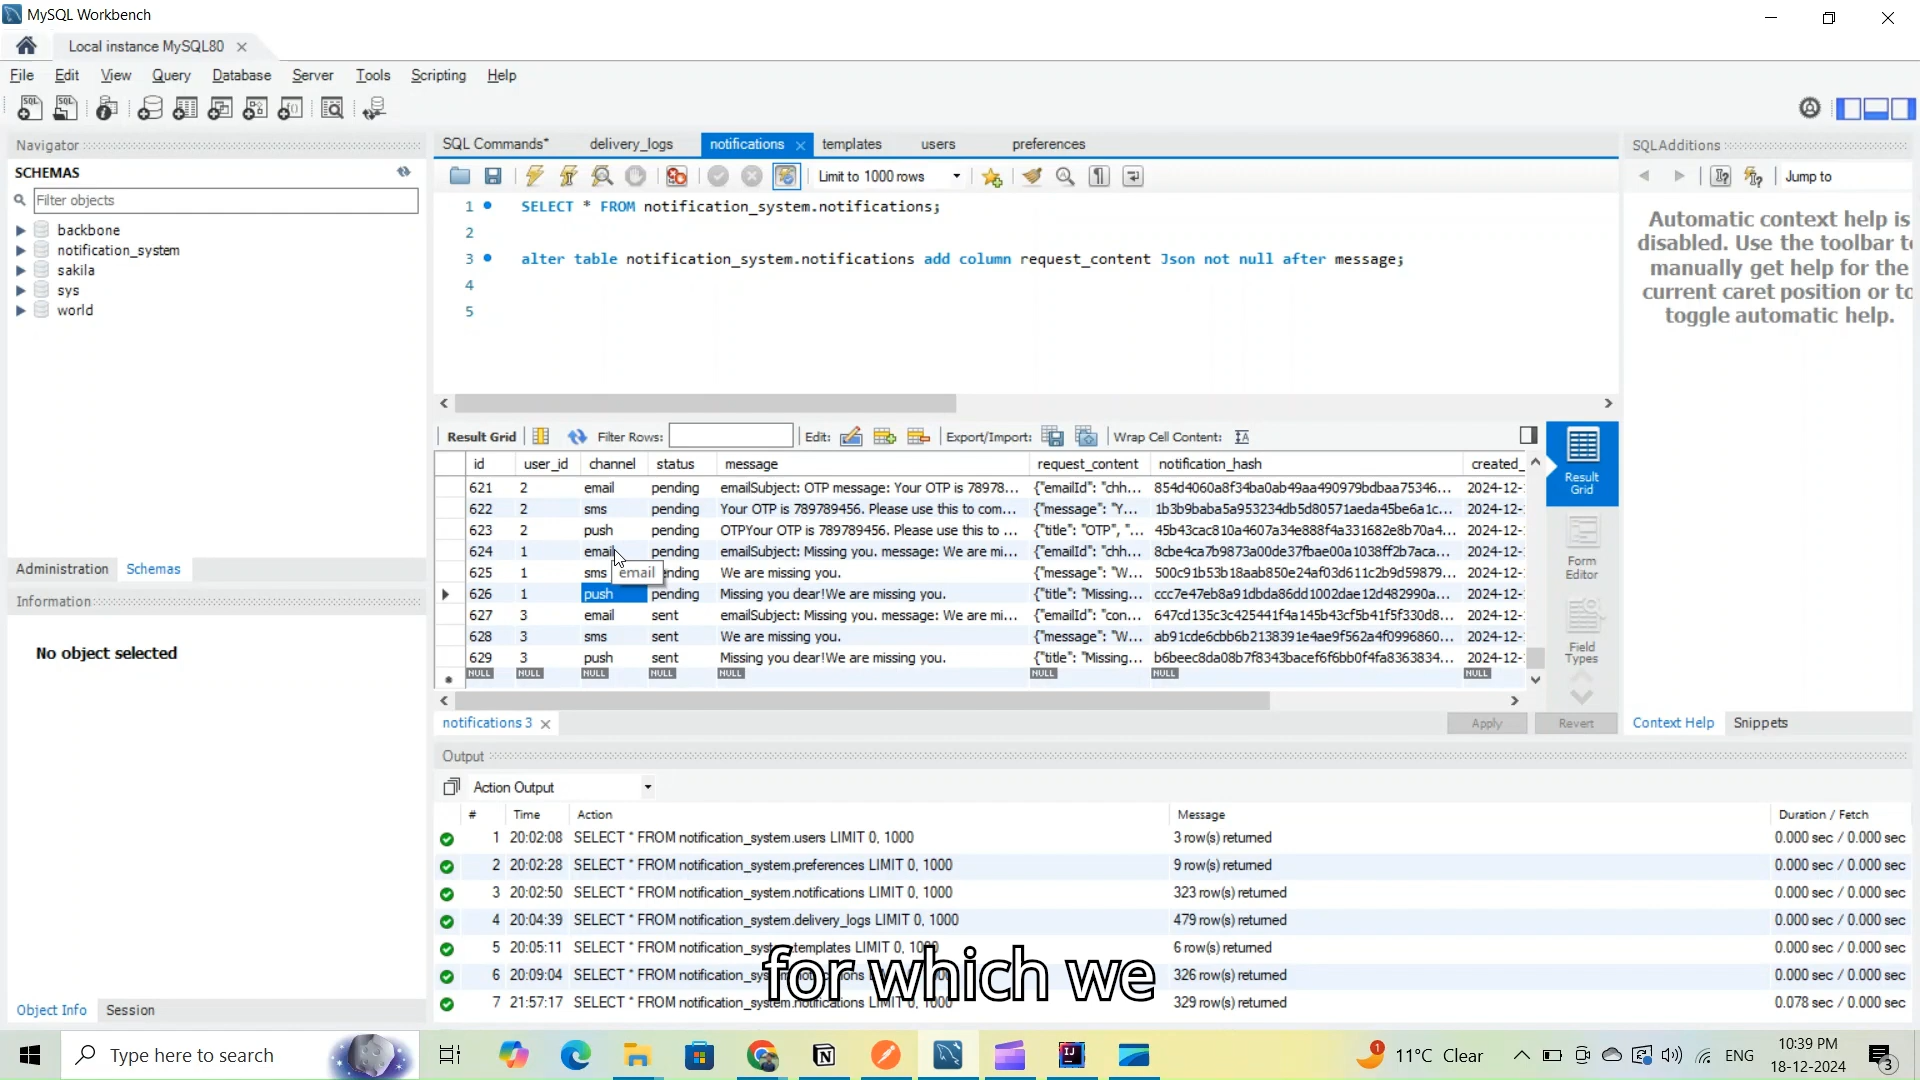 MySQL Workbench
Local instance MySQL80
File Edit View Query Database Server Tools Scripting Help
Navigator
SCHEMAS
Filter objects
backbone
notification_system
sakila
sys
world
Administration Schemas
Information
No object selected
Object Info Session
SQL Commands* delivery_logs notifications templates users preferences
Limit to 1000 rows
1 SELECT * FROM notification_system.notifications;
2
3 alter table notification_system.notifications add column request_content Json not null after message;
4
5
Result Grid Filter Rows: Edit: Export/Import: Wrap Cell Content:
id user_id channel status message request_content notification_hash created_
621 2 email pending emailSubject: OTP message: Your OTP is 78978... {"emailId": "chh... 854d4060a8f34ba0ab49aa490979bdbaa75346... 2024-12-
622 2 sms pending Your OTP is 789789456. Please use this to com... {"message": "Y... 1b3b9baba5a953234db5d80571aeda45be6a1c... 2024-12-
623 2 push pending OTPYour OTP is 789789456. Please use this to ... {"title": "OTP", "... 45b43cac810a4607a34e888f4a331682e8b70a4... 2024-12-
624 1 email pending emailSubject: Missing you. message: We are mi... {"emailId": "chh... 8cbe4ca7b9873a00de37fbae00a1038ff2b7aca... 2024-12-
625 1 sms email ending We are missing you. {"message": "W... 500c91b53b18aab850e24af03d611c2b9d59879... 2024-12-
626 1 push pending Missing you dear!We are missing you. {"title": "Missing... ccc7e47eb8a91dbda86dd1002dae12d482990a... 2024-12-
627 3 email sent emailSubject: Missing you. message: We are mi... {"emailId": "con... 647cd135c3c425441f4a145b43cf5b41f5f330d8... 2024-12-
628 3 sms sent We are missing you. {"message": "W... ab91cde6cbb6b2138391e4ae9f562a4f0996860... 2024-12-
629 3 push sent Missing you dear!We are missing you. {"title": "Missing... b6beec8da08b7f8343bacef6f6bb0f4fa8363834... 2024-12-
NULL NULL NULL NULL NULL NULL NULL NULL
Result Grid
Form Editor
Field Types
notifications 3 Apply Revert
SQLAdditions
Jump to
Automatic context help is
disabled. Use the toolbar to
manually get help for the
current caret position or to
toggle automatic help.
Context Help Snippets
Output
Action Output
# Time Action Message Duration / Fetch
1 20:02:08 SELECT * FROM notification_system.users LIMIT 0, 1000 3 row(s) returned 0.000 sec / 0.000 sec
2 20:02:28 SELECT * FROM notification_system.preferences LIMIT 0, 1000 9 row(s) returned 0.000 sec / 0.000 sec
3 20:02:50 SELECT * FROM notification_system.notifications LIMIT 0, 1000 323 row(s) returned 0.000 sec / 0.000 sec
4 20:04:39 SELECT * FROM notification_system.delivery_logs LIMIT 0, 1000 479 row(s) returned 0.000 sec / 0.000 sec
5 20:05:11 SELECT * FROM notification_system.templates LIMIT 0, 1000 6 row(s) returned 0.000 sec / 0.000 sec
6 20:09:04 SELECT * FROM LIMIT 0, 1000 326 row(s) returned 0.000 sec / 0.000 sec
7 21:57:17 SELECT * FROM notification_system.notifications LIMIT 0, 1000 329 row(s) returned 0.078 sec / 0.000 sec
for which we
Type here to search
11°C Clear
ENG
10:39 PM
18-12-2024
1
3